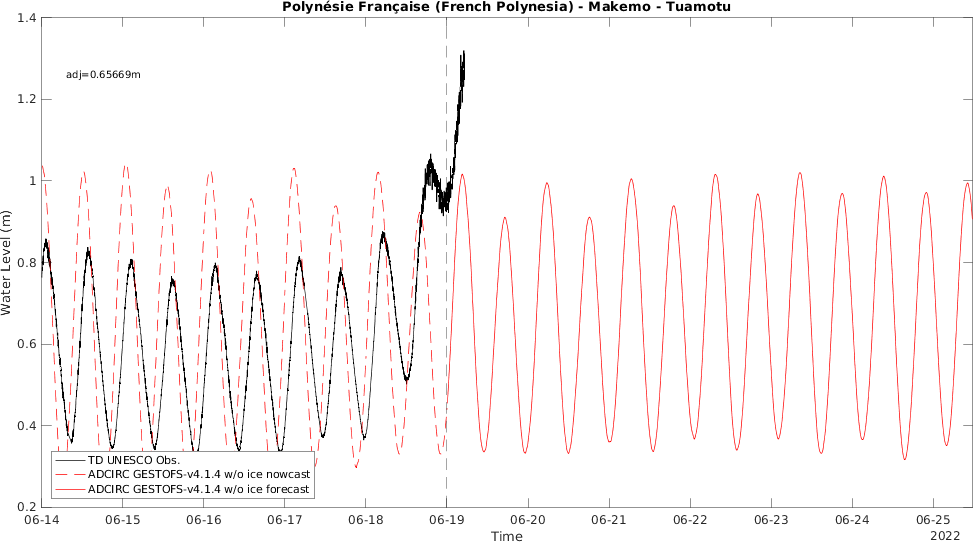 Polynésie Française (French Polynesia) - Makemo - Tuamotu
1.4
adj=0.65669m
1.2
1
0.8
0.6
0.4
0.2
Water Level (m)
TD UNESCO Obs.
ADCIRC GESTOFS-v4.1.4 w/o ice nowcast
ADCIRC GESTOFS-v4.1.4 w/o ice forecast
06-14 06-15 06-16 06-17 06-18 06-19 06-20 06-21 06-22 06-23 06-24 06-25
Time
2022